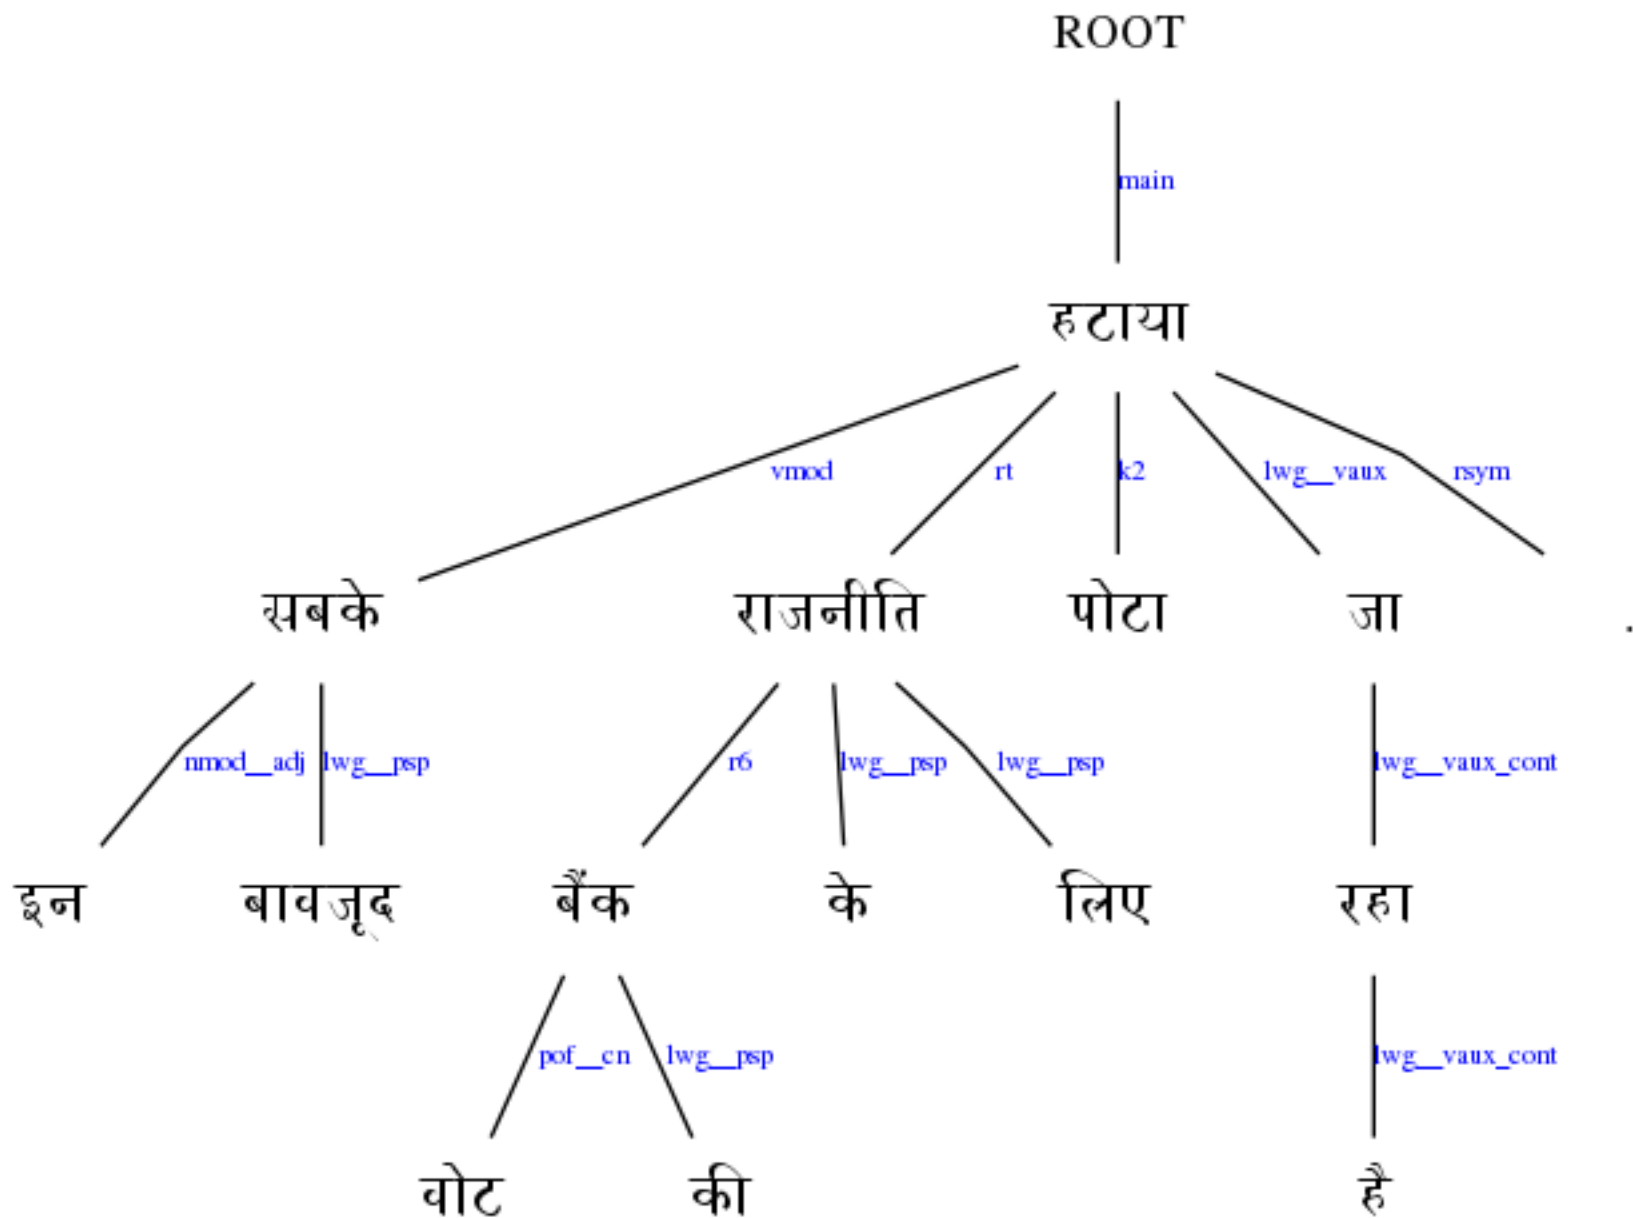 ROOT
main
हटाया
vmod rt k2 lwg__vaux rsym
सबके राजनीति पोटा जा .
nmod__adj lwg__psp r6 lwg__psp lwg__psp lwg__vaux_cont
इन बावजूद बैंक के लिए रहा
pof__cn lwg__psp lwg__vaux_cont
वोट की है